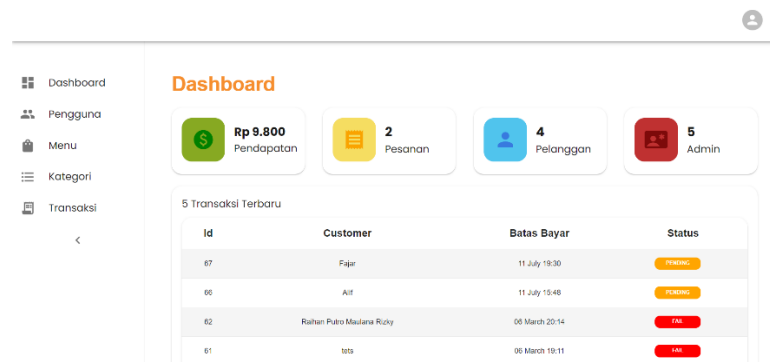 Dashboard
Pengguna
Menu
Kategori
Transaksi
Dashboard
Rp 9.800
Pendapatan
2
Pesanan
4
Pelanggan
5
Admin
5 Transaksi Terbaru
Id Customer Batas Bayar Status
67 Fajar 11 July 19:30 PENDING
66 Alif 11 July 15:48 PENDING
62 Raihan Putro Maulana Rizky 06 March 20:14 FAIL
61 tets 06 March 19:11 FAIL